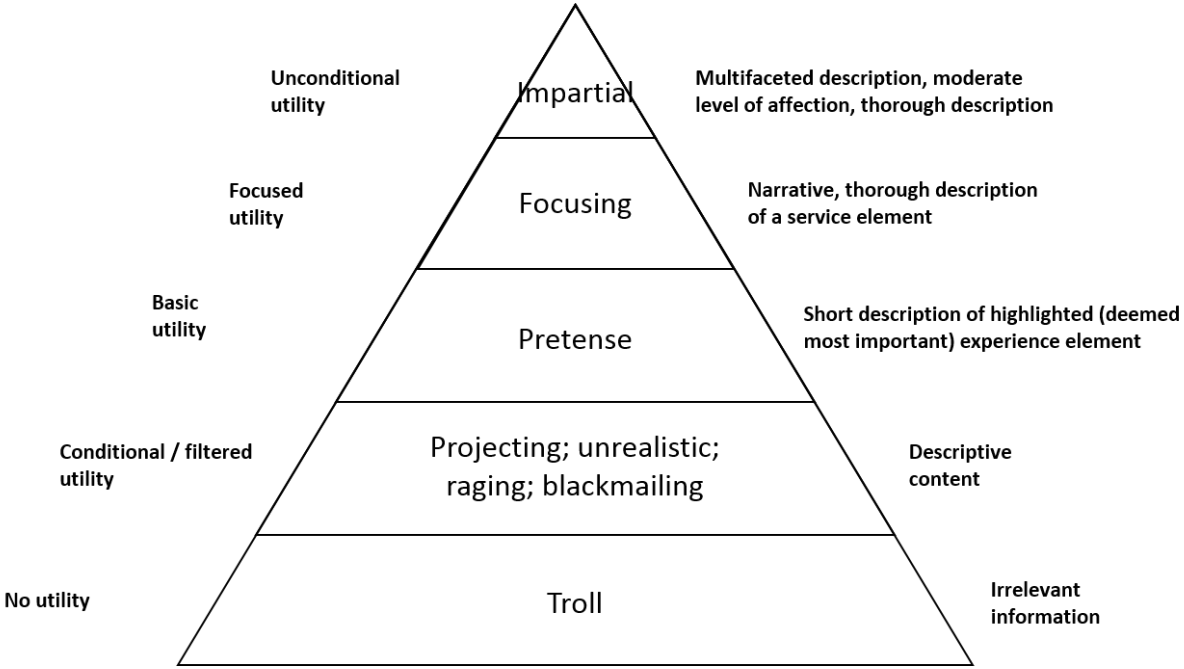 Unconditional
utility
Impartial
Multifaceted description, moderate
level of affection, thorough description
Focused
utility
Focusing
Narrative, thorough description
of a service element
Basic
utility
Pretense
Short description of highlighted (deemed
most important) experience element
Conditional / filtered
utility
Projecting; unrealistic;
raging; blackmailing
Descriptive
content
No utility
Troll
Irrelevant
information